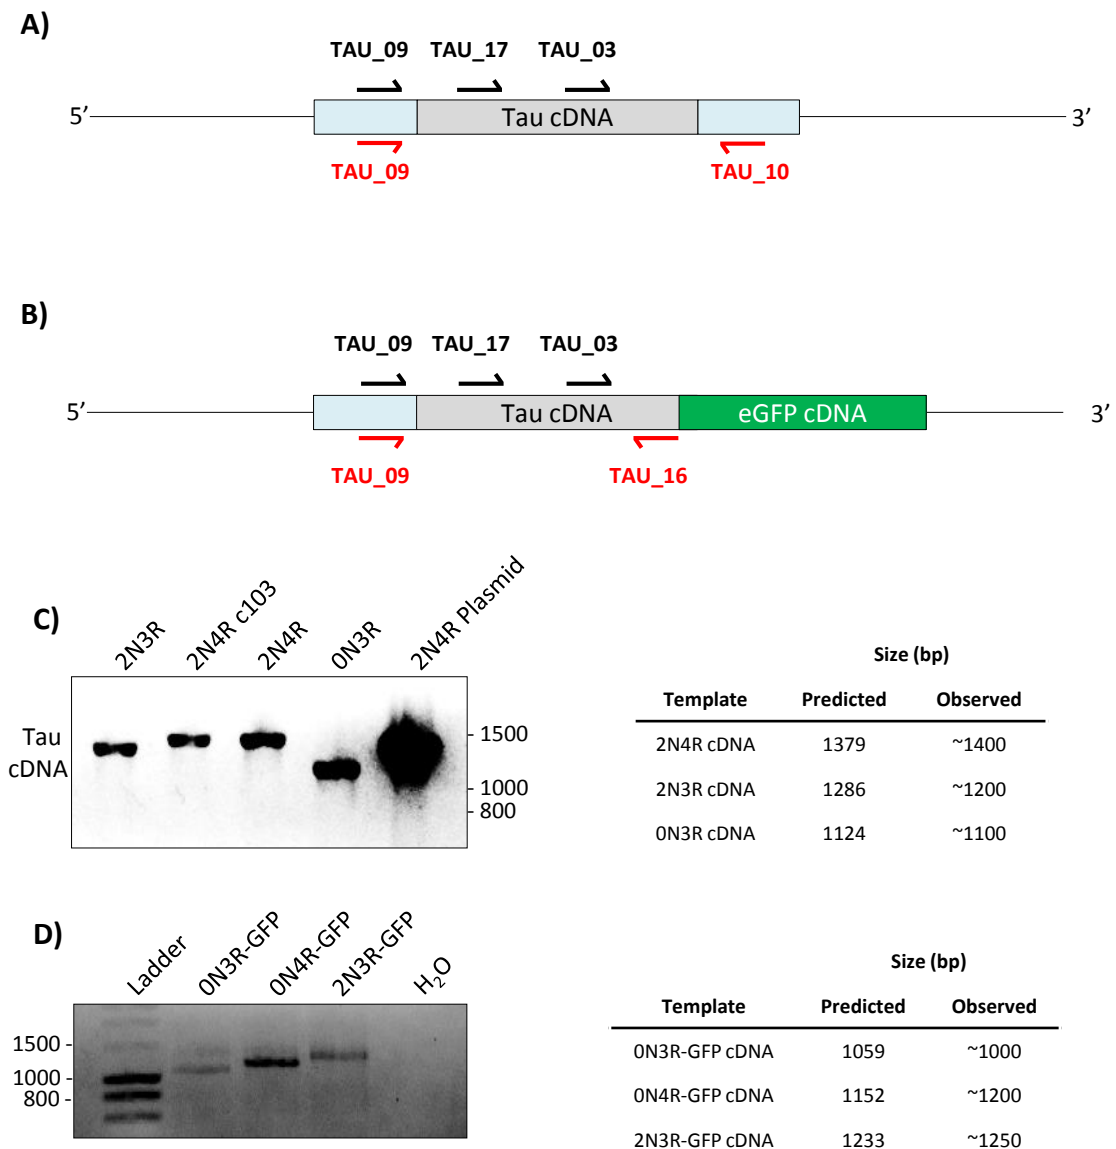 A)
TAU_09 TAU_17 TAU_03
5’ Tau cDNA 3’
TAU_09 TAU_10
B)
TAU_09 TAU_17 TAU_03
5’ Tau cDNA eGFP cDNA 3’
TAU_09 TAU_16
C)
2N3R 2N4R c103 2N4R 0N3R 2N4R Plasmid
Tau cDNA
- 1500
- 1000
- 800
Size (bp)
Template Predicted Observed
2N4R cDNA 1379 ~1400
2N3R cDNA 1286 ~1200
0N3R cDNA 1124 ~1100
D)
Ladder 0N3R-GFP 0N4R-GFP 2N3R-GFP H₂O
1500 -
1000 -
800 -
Size (bp)
Template Predicted Observed
0N3R-GFP cDNA 1059 ~1000
0N4R-GFP cDNA 1152 ~1200
2N3R-GFP cDNA 1233 ~1250